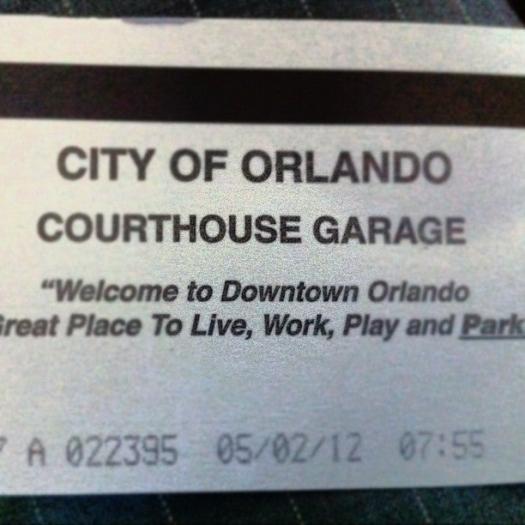 CITY OF ORLANDO
COURTHOUSE GARAGE
"Welcome to Downtown Orlando
Great Place To Live, Work, Play and Park
7 A 022395 05/02/12 07:55